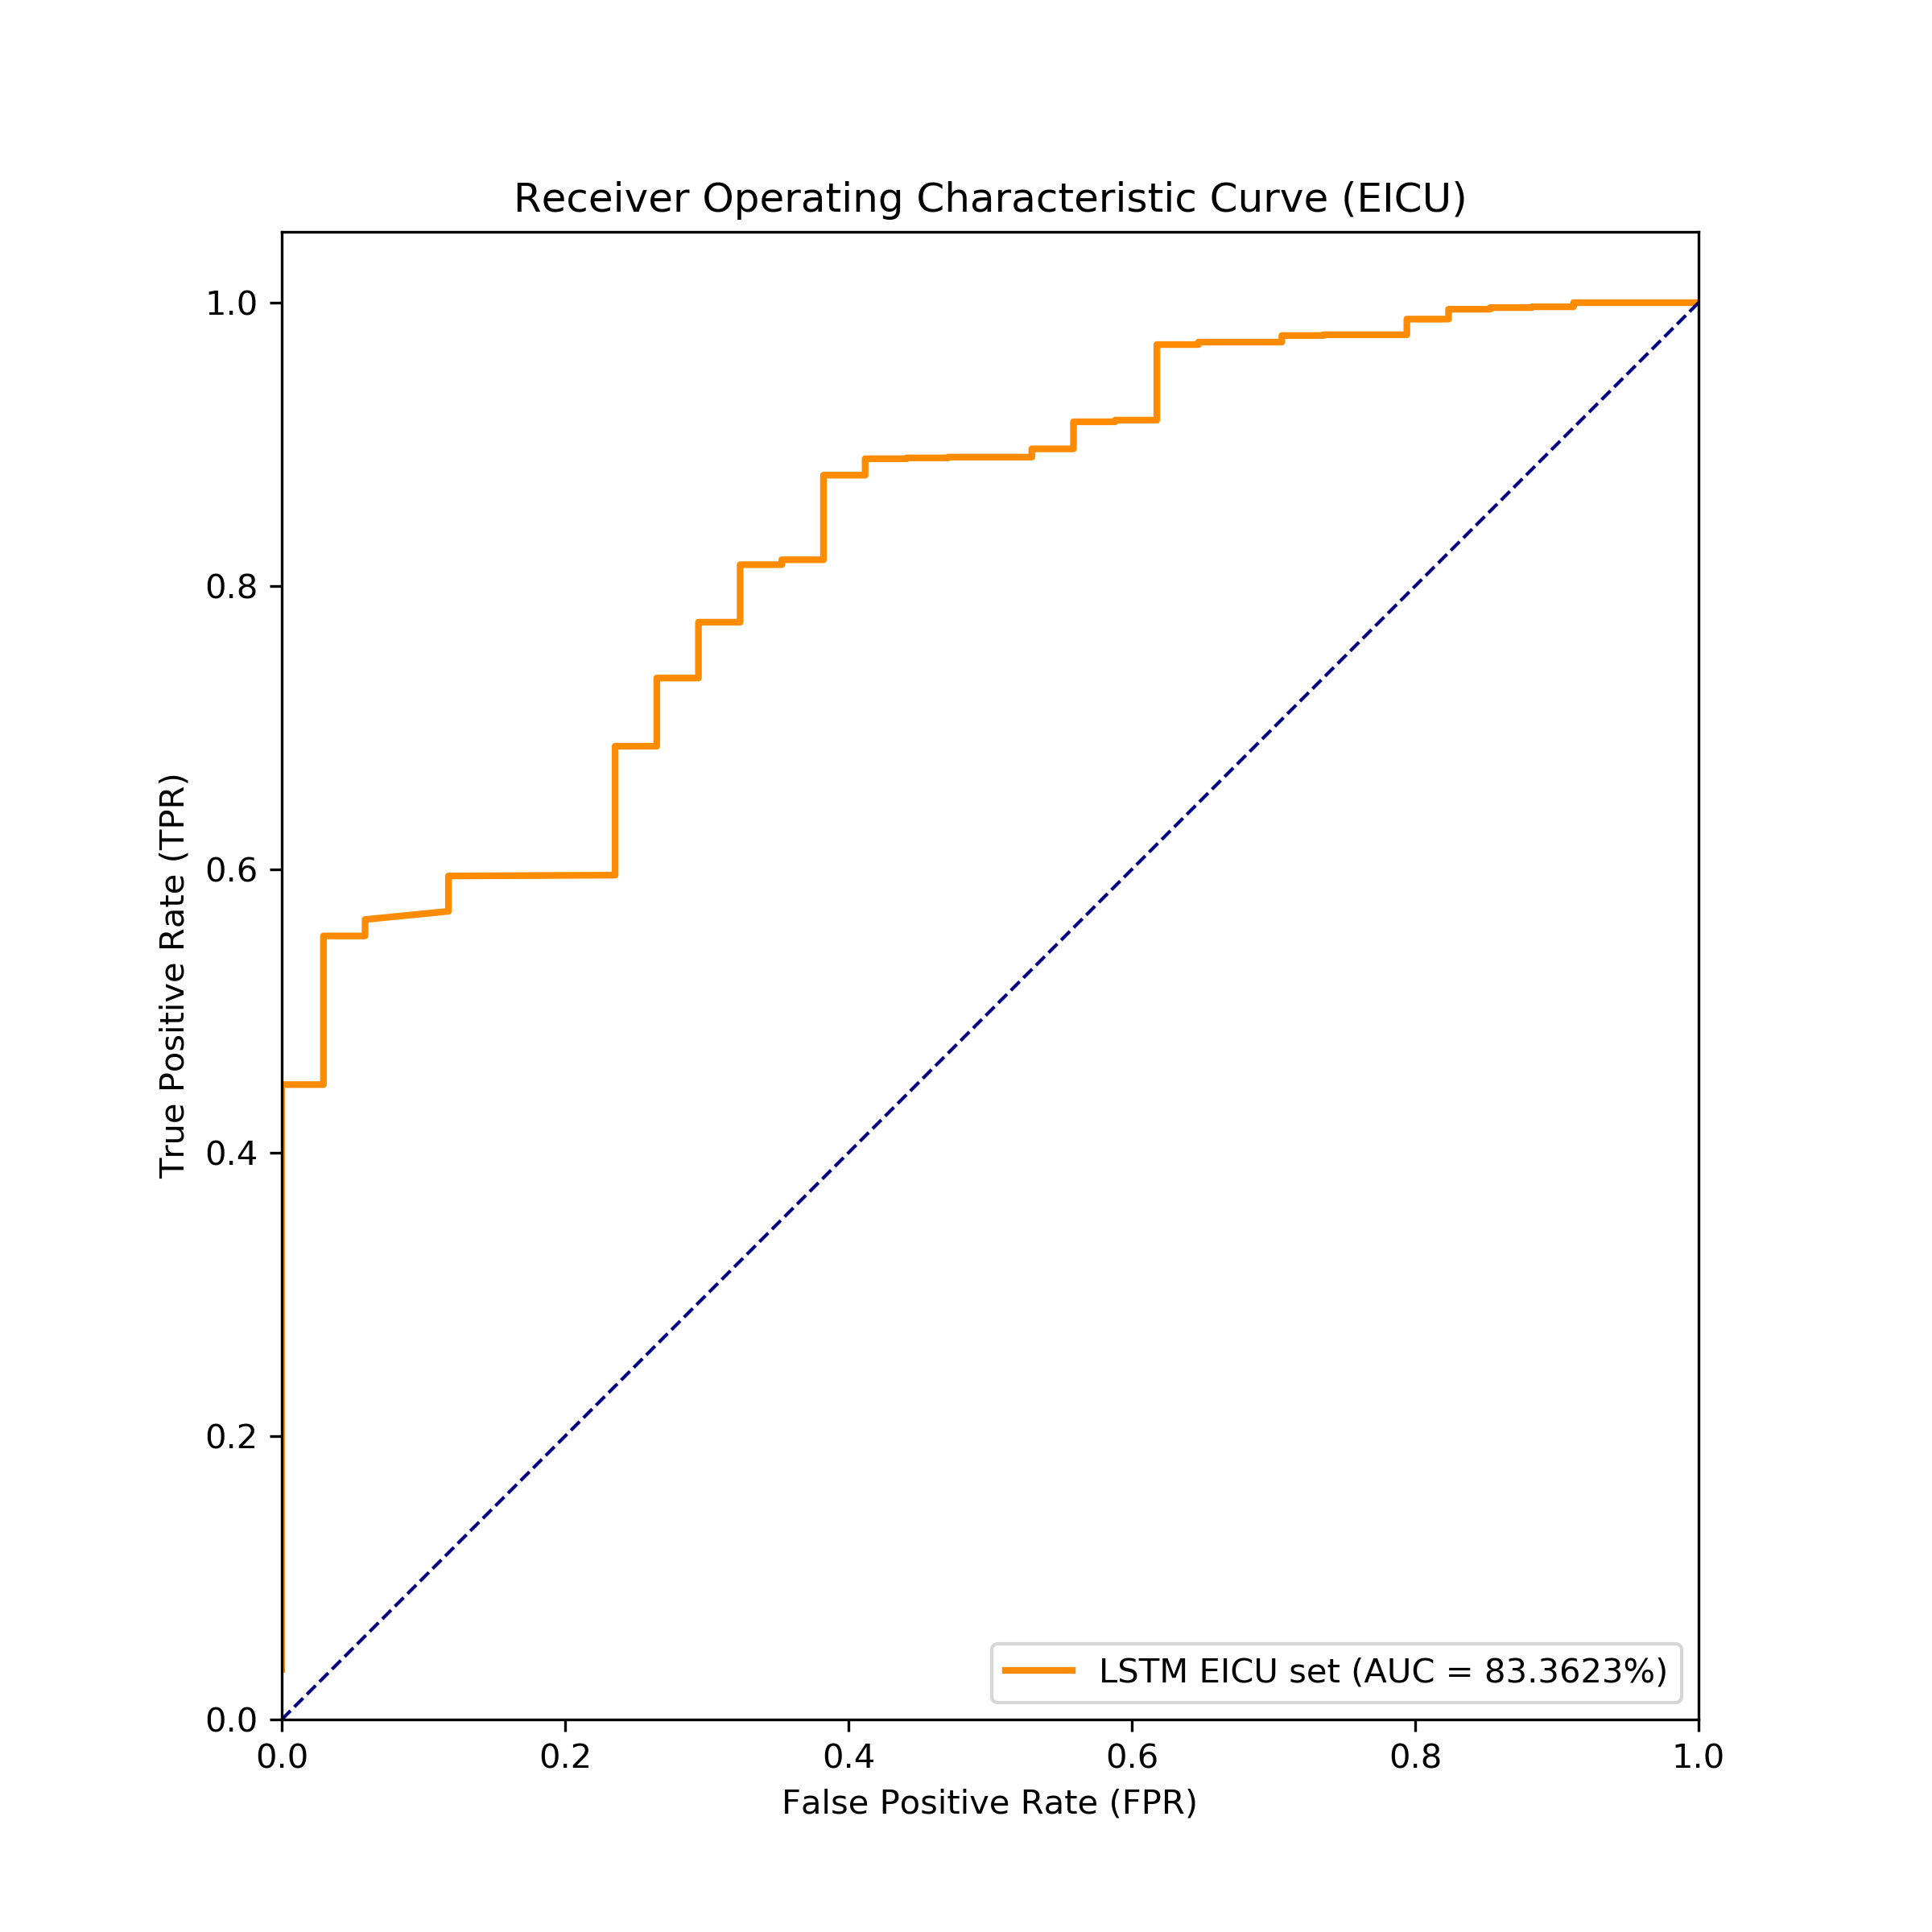 Receiver Operating Characteristic Curve (EICU)
True Positive Rate (TPR)
1.0
0.8
0.6
0.4
0.2
0.0
LSTM EICU set (AUC = 83.3623%)
0.0 0.2 0.4 0.6 0.8 1.0
False Positive Rate (FPR)